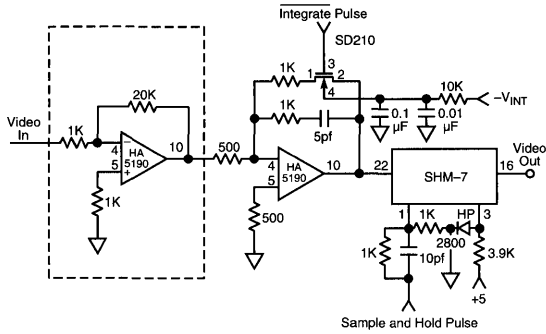 Integrate Pulse
SD210
1K
1
3
2
4
10K
–V_INT
0.1
µF
0.01
µF
20K
1K
5pf
Video
In
1K
4
–
HA
5190
5
+
10
1K
500
4
HA
5190
5
10
500
22
SHM–7
16
Video
Out
1
1K
HP
3
2800
1K
10pf
3.9K
+5
Sample and Hold Pulse